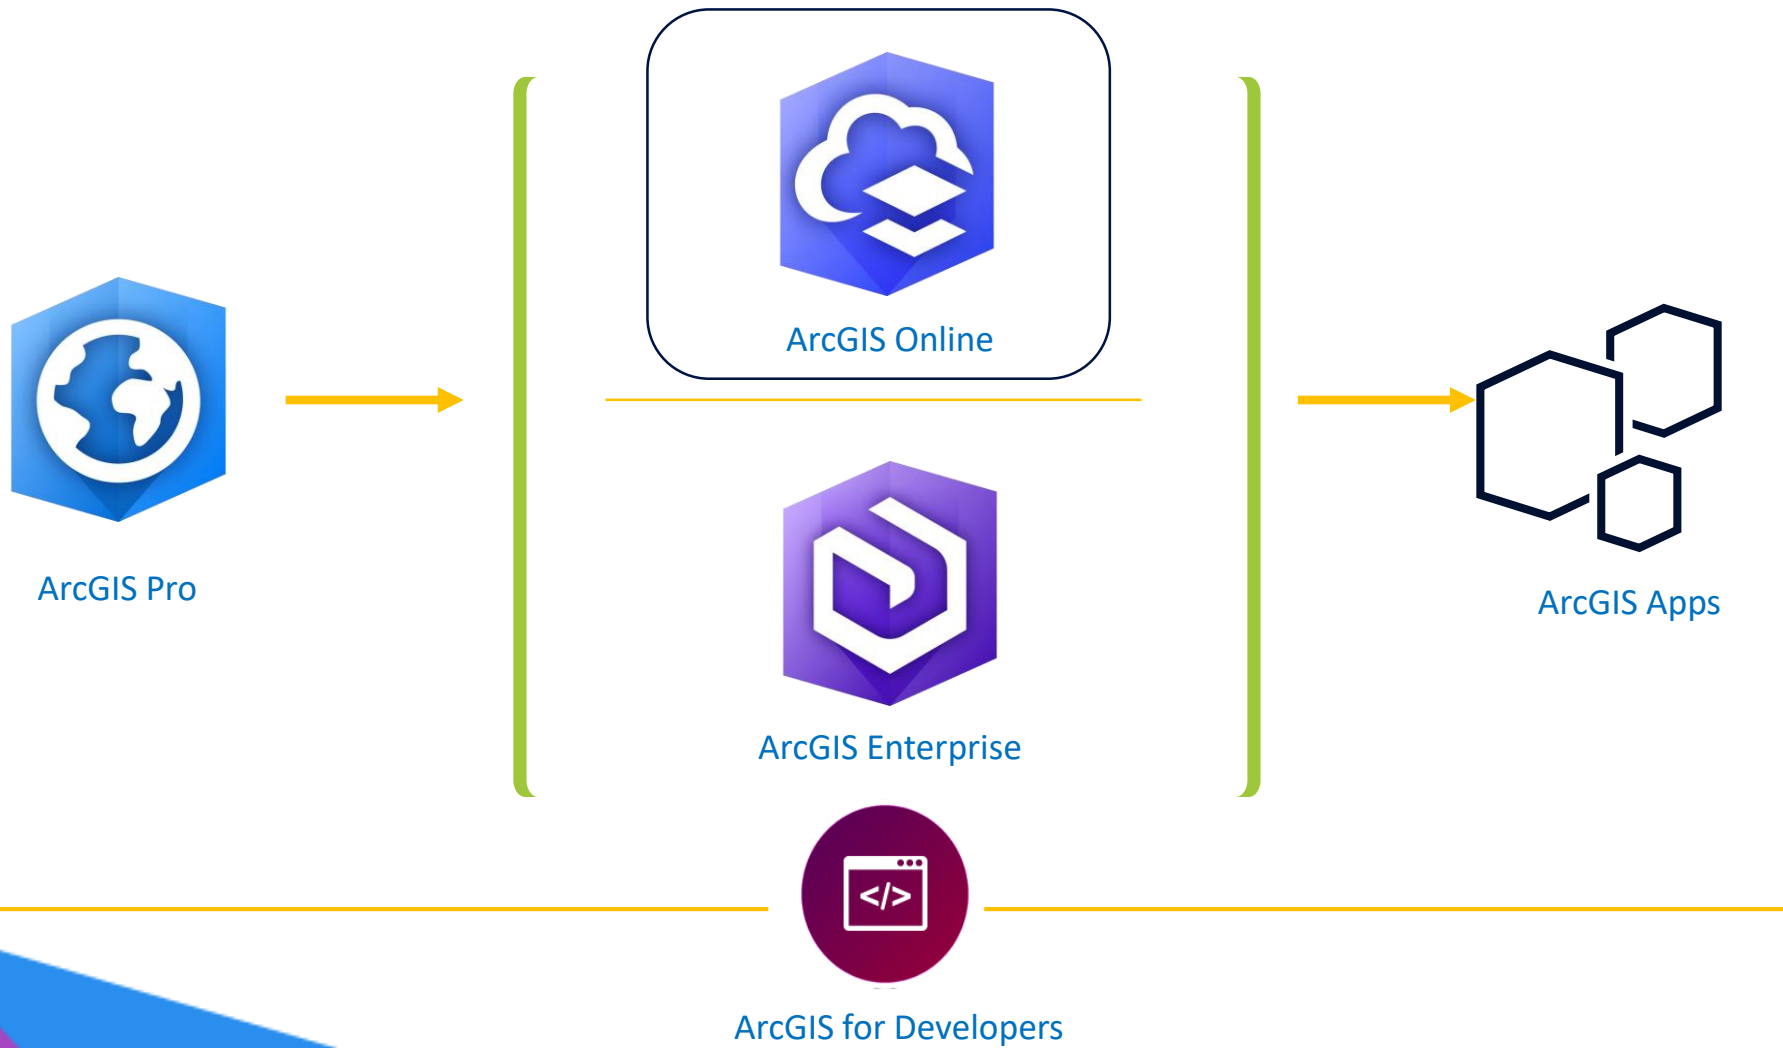 ArcGIS Online
ArcGIS Pro
ArcGIS Apps
ArcGIS Enterprise
</>
ArcGIS for Developers